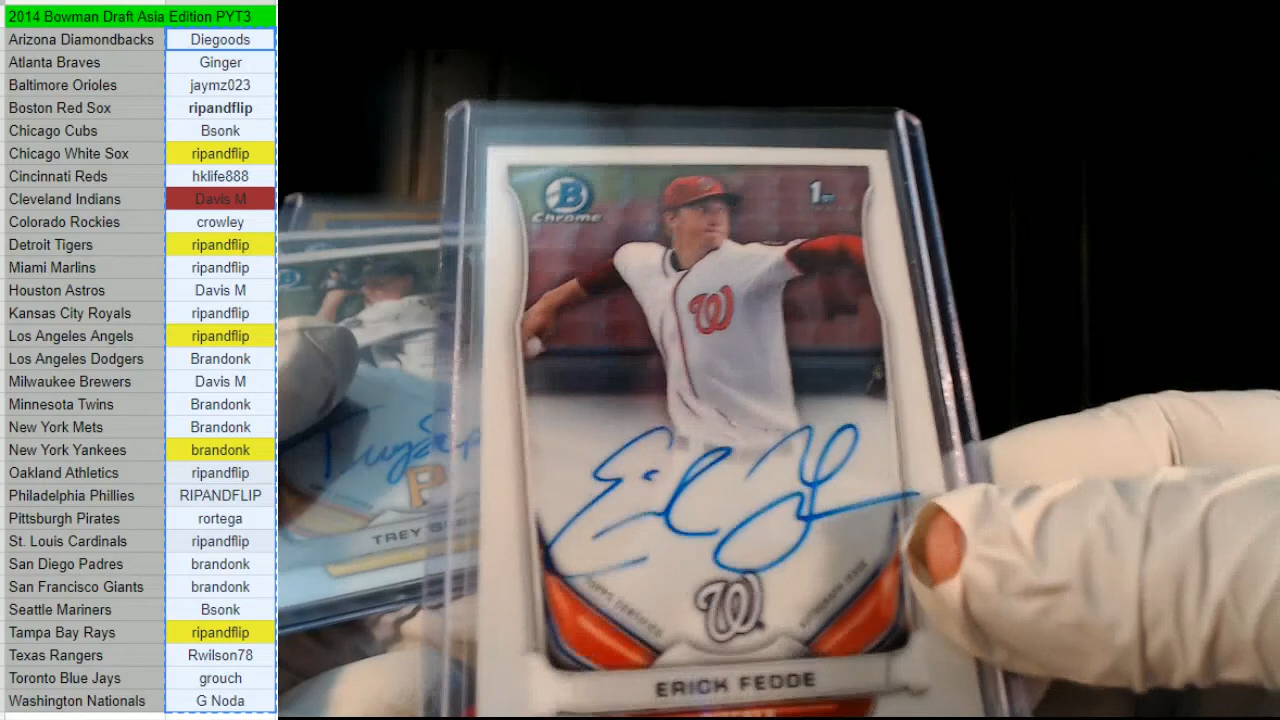 2014 Bowman Draft Asia Edition PYT3
Arizona Diamondbacks Diegoods
Atlanta Braves Ginger
Baltimore Orioles jaymz023
Boston Red Sox ripandflip
Chicago Cubs Bsonk
Chicago White Sox ripandflip
Cincinnati Reds hklife888
Cleveland Indians Davis M
Colorado Rockies crowley
Detroit Tigers ripandflip
Miami Marlins ripandflip
Houston Astros Davis M
Kansas City Royals ripandflip
Los Angeles Angels ripandflip
Los Angeles Dodgers Brandonk
Milwaukee Brewers Davis M
Minnesota Twins Brandonk
New York Mets Brandonk
New York Yankees brandonk
Oakland Athletics ripandflip
Philadelphia Phillies RIPANDFLIP
Pittsburgh Pirates rortega
St. Louis Cardinals ripandflip
San Diego Padres brandonk
San Francisco Giants brandonk
Seattle Mariners Bsonk
Tampa Bay Rays ripandflip
Texas Rangers Rwilson78
Toronto Blue Jays grouch
Washington Nationals G Noda
B
Chrome
1st
W
W
TOPPS CERTIFIED
ERICK FEDDE
P
TREY